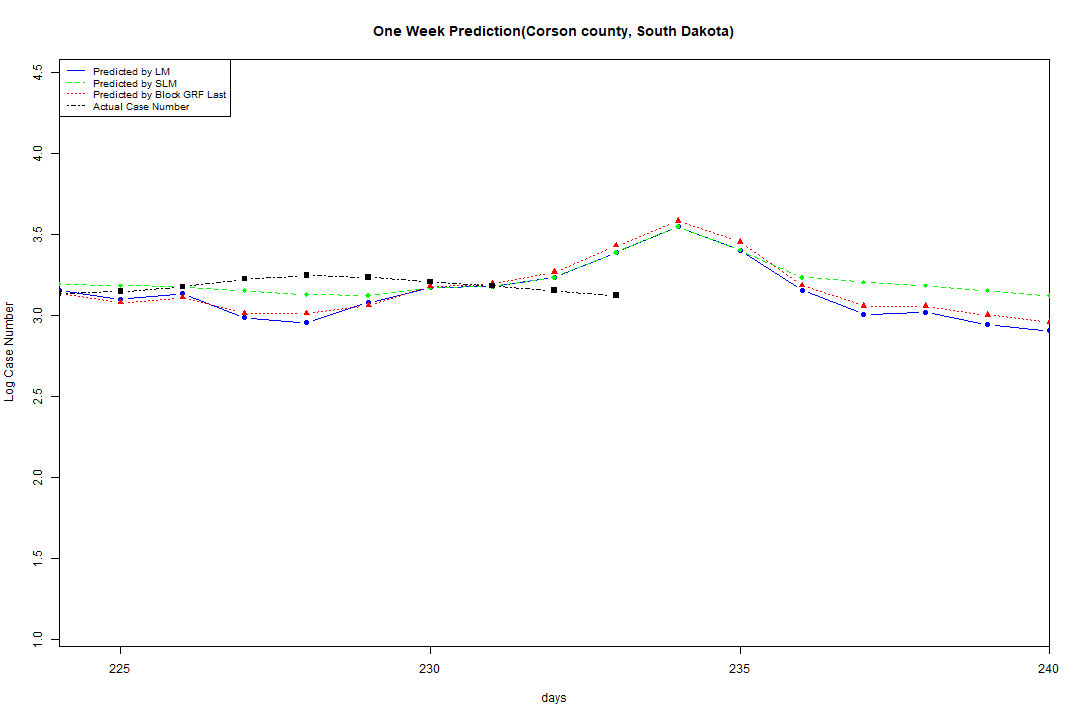 One Week Prediction(Corson county, South Dakota)
Predicted by LM
Predicted by SLM
Predicted by Block GRF Last
Actual Case Number
4.5
4.0
3.5
3.0
2.5
2.0
1.5
1.0
Log Case Number
225
230
235
240
days